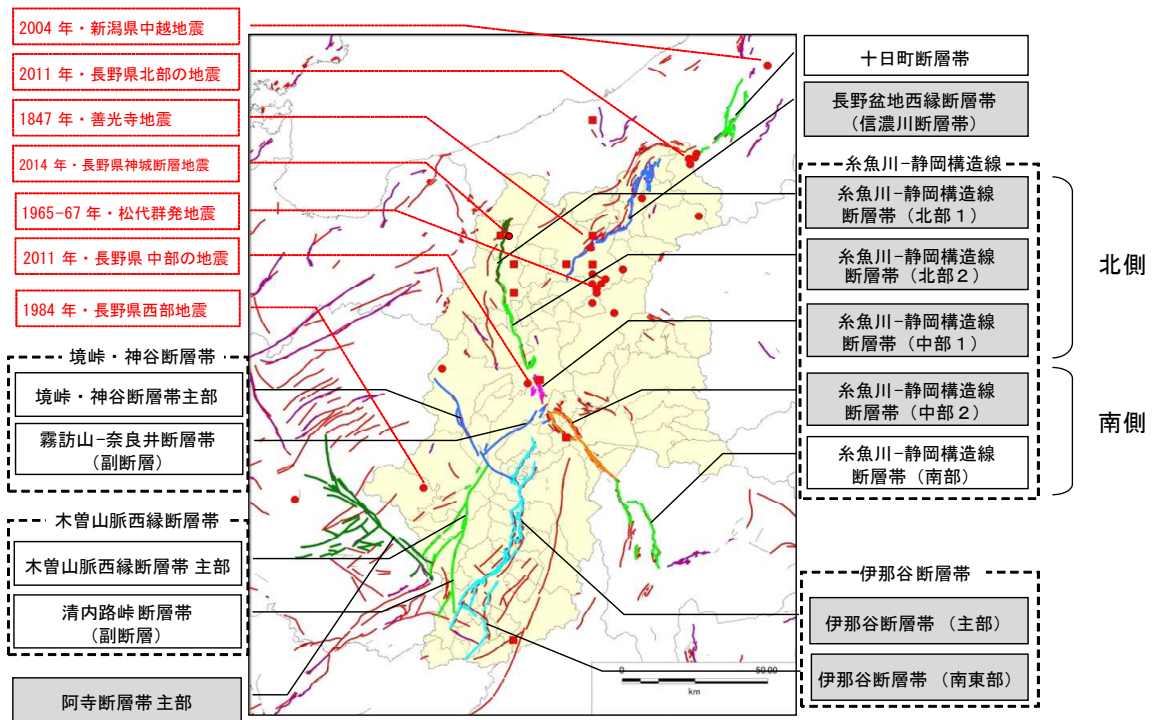 2004 年・新潟県中越地震
2011 年・長野県北部の地震
1847 年・善光寺地震
2014 年・長野県神城断層地震
1965-67 年・松代群発地震
2011 年・長野県 中部の地震
1984 年・長野県西部地震
境峠・神谷断層帯
境峠・神谷断層帯主部
霧訪山-奈良井断層帯
(副断層)
木曽山脈西縁断層帯
木曽山脈西縁断層帯 主部
清内路峠断層帯
(副断層)
阿寺断層帯 主部
十日町断層帯
長野盆地西縁断層帯
(信濃川断層帯)
糸魚川-静岡構造線
糸魚川-静岡構造線
断層帯(北部1)
糸魚川-静岡構造線
断層帯(北部2)
糸魚川-静岡構造線
断層帯(中部1)
糸魚川-静岡構造線
断層帯(中部2)
糸魚川-静岡構造線
断層帯(南部)
北側
南側
伊那谷断層帯
伊那谷断層帯 (主部)
伊那谷断層帯 (南東部)
0 50.00
km